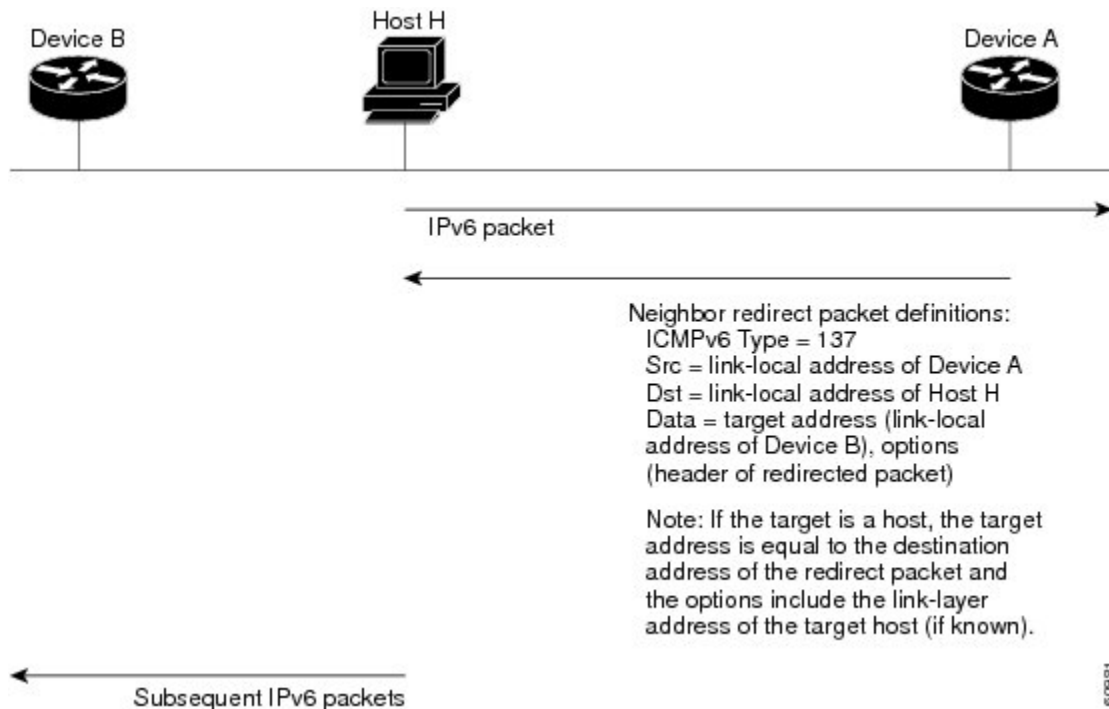 Host H
Device B
Device A
IPv6 packet
Neighbor redirect packet definitions:
ICMPv6 Type = 137
Src = link-local address of Device A
Dst = link-local address of Host H
Data = target address (link-local
address of Device B), options
(header of redirected packet)
Note: If the target is a host, the target
address is equal to the destination
address of the redirect packet and
the options include the link-layer
address of the target host (if known).
Subsequent IPv6 packets